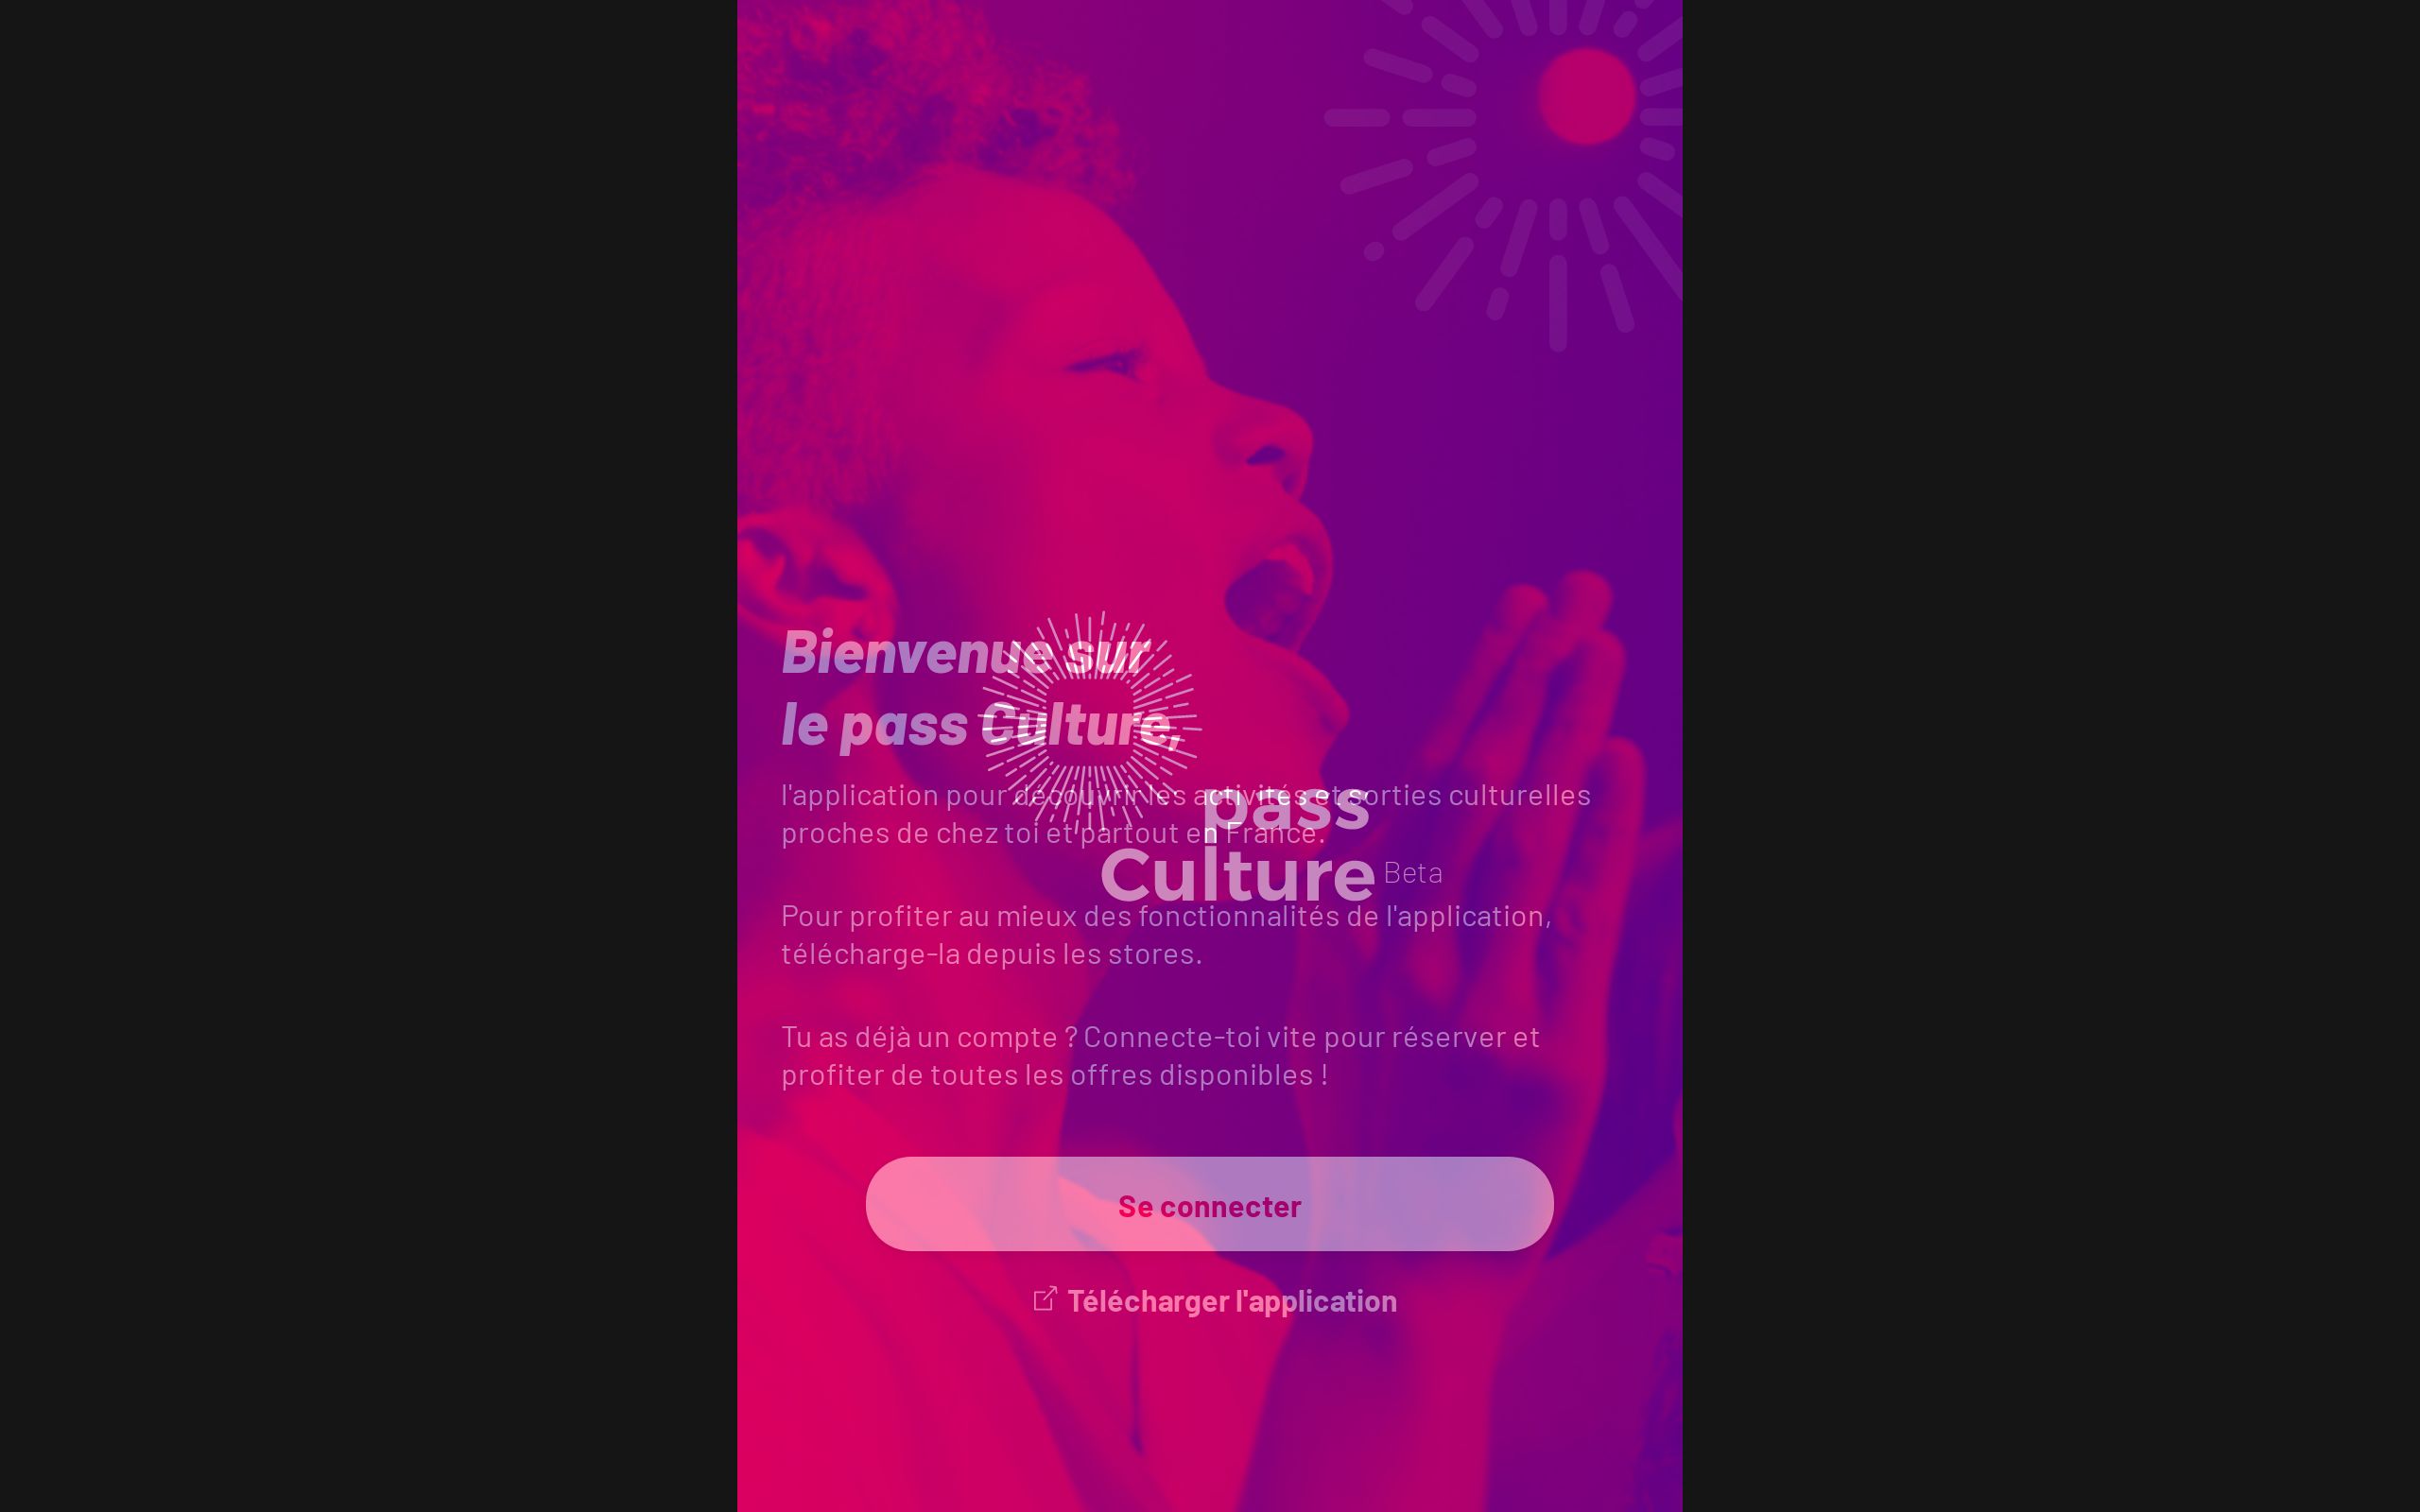 Bienvenue sur
le pass Culture,
l'application pour découvrir les activités et sorties culturelles
proches de chez toi et partout en France.
pass
Culture Beta
Pour profiter au mieux des fonctionnalités de l'application,
télécharge-la depuis les stores.
Tu as déjà un compte ? Connecte-toi vite pour réserver et
profiter de toutes les offres disponibles !
Se connecter
Télécharger l'application